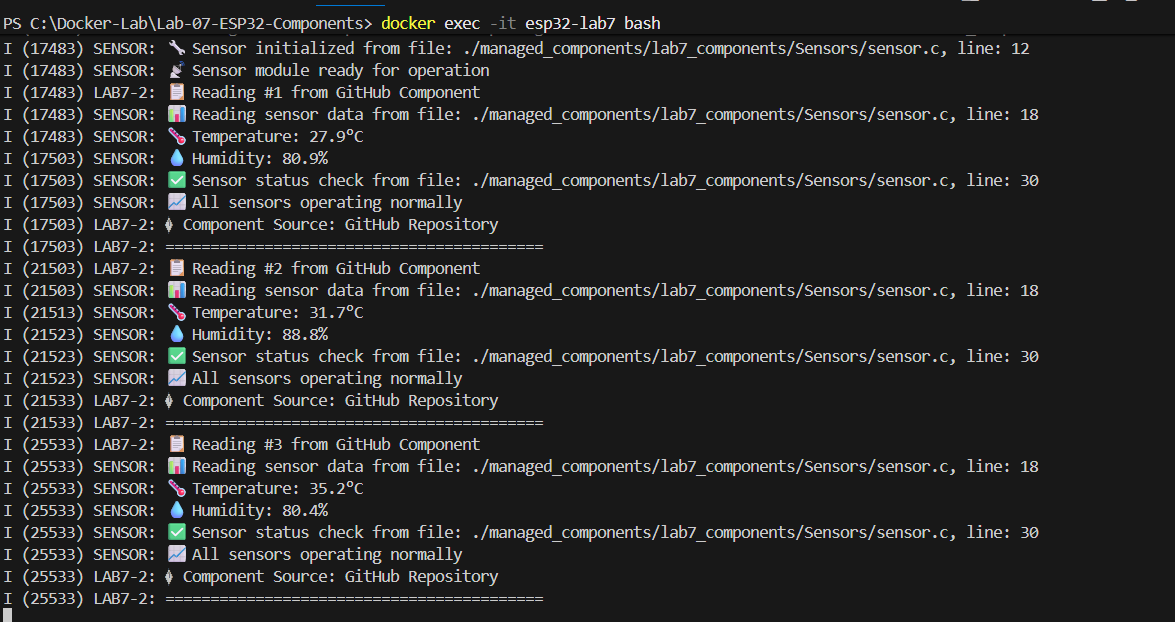 PS C:\Docker-Lab\Lab-07-ESP32-Components> docker exec -it esp32-lab7 bash
I (17483) SENSOR: 🔧 Sensor initialized from file: ./managed_components/lab7_components/Sensors/sensor.c, line: 12
I (17483) SENSOR: 📡 Sensor module ready for operation
I (17483) LAB7-2: 📋 Reading #1 from GitHub Component
I (17483) SENSOR: 📊 Reading sensor data from file: ./managed_components/lab7_components/Sensors/sensor.c, line: 18
I (17483) SENSOR: 🌡️ Temperature: 27.9°C
I (17503) SENSOR: 💧 Humidity: 80.9%
I (17503) SENSOR: ✅ Sensor status check from file: ./managed_components/lab7_components/Sensors/sensor.c, line: 30
I (17503) SENSOR: 📈 All sensors operating normally
I (17503) LAB7-2: Component Source: GitHub Repository
I (17503) LAB7-2: ==========================================
I (21503) LAB7-2: 📋 Reading #2 from GitHub Component
I (21503) SENSOR: 📊 Reading sensor data from file: ./managed_components/lab7_components/Sensors/sensor.c, line: 18
I (21513) SENSOR: 🌡️ Temperature: 31.7°C
I (21523) SENSOR: 💧 Humidity: 88.8%
I (21523) SENSOR: ✅ Sensor status check from file: ./managed_components/lab7_components/Sensors/sensor.c, line: 30
I (21523) SENSOR: 📈 All sensors operating normally
I (21533) LAB7-2: Component Source: GitHub Repository
I (21533) LAB7-2: ==========================================
I (25533) LAB7-2: 📋 Reading #3 from GitHub Component
I (25533) SENSOR: 📊 Reading sensor data from file: ./managed_components/lab7_components/Sensors/sensor.c, line: 18
I (25533) SENSOR: 🌡️ Temperature: 35.2°C
I (25533) SENSOR: 💧 Humidity: 80.4%
I (25533) SENSOR: ✅ Sensor status check from file: ./managed_components/lab7_components/Sensors/sensor.c, line: 30
I (25533) SENSOR: 📈 All sensors operating normally
I (25533) LAB7-2: Component Source: GitHub Repository
I (25533) LAB7-2: ==========================================